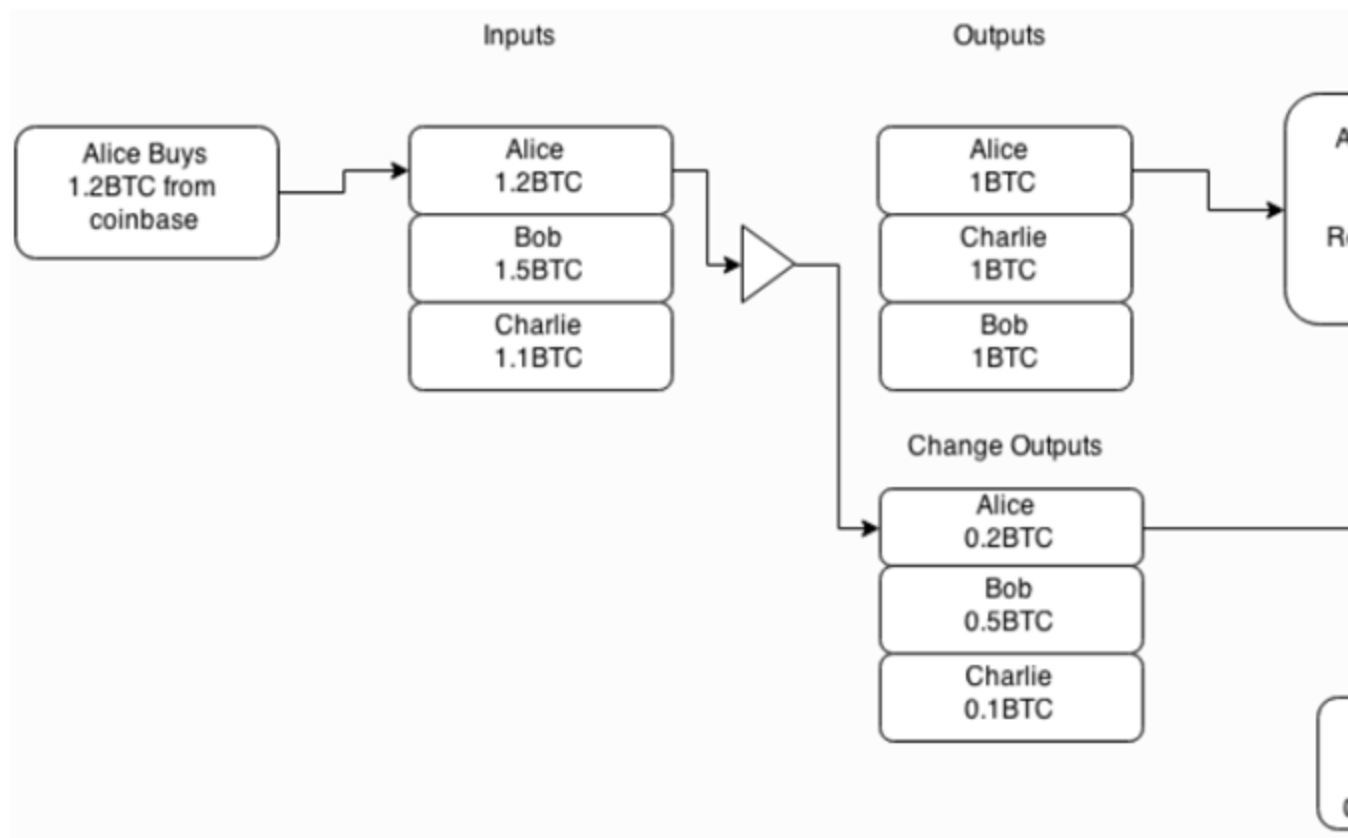 Inputs
Outputs
Alice Buys
1.2BTC from
coinbase
Alice
1.2BTC
Bob
1.5BTC
Charlie
1.1BTC
Alice
1BTC
Charlie
1BTC
Bob
1BTC
Change Outputs
Alice
0.2BTC
Bob
0.5BTC
Charlie
0.1BTC